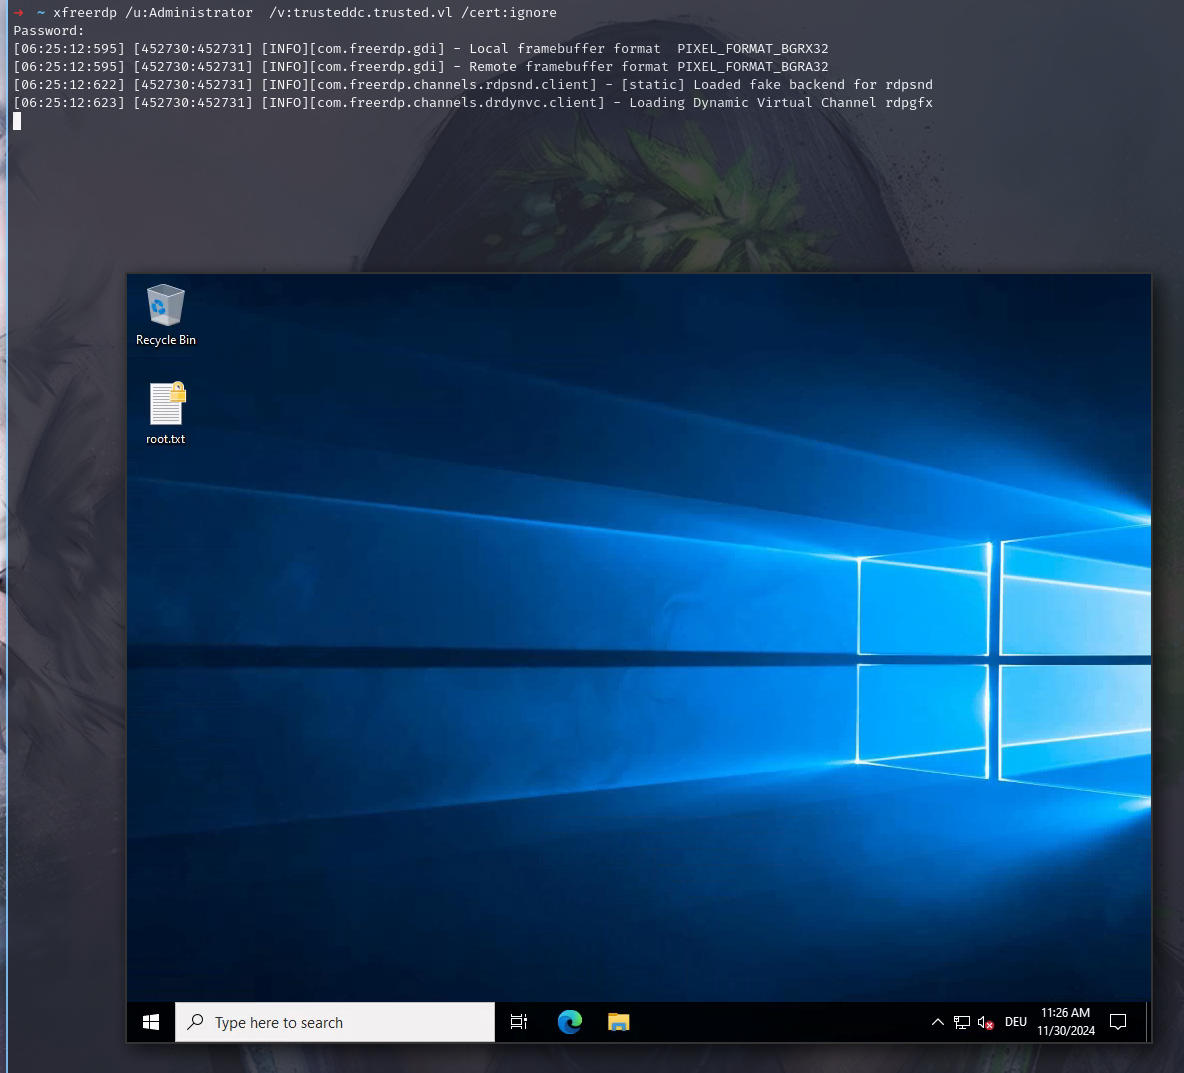 → ~ xfreerdp /u:Administrator  /v:trusteddc.trusted.vl /cert:ignore
Password:
[06:25:12:595] [452730:452731] [INFO][com.freerdp.gdi] - Local framebuffer format  PIXEL_FORMAT_BGRX32
[06:25:12:595] [452730:452731] [INFO][com.freerdp.gdi] - Remote framebuffer format PIXEL_FORMAT_BGRA32
[06:25:12:622] [452730:452731] [INFO][com.freerdp.channels.rdpsnd.client] - [static] Loaded fake backend for rdpsnd
[06:25:12:623] [452730:452731] [INFO][com.freerdp.channels.drdynvc.client] - Loading Dynamic Virtual Channel rdpgfx
Recycle Bin
root.txt
Type here to search
DEU
11:26 AM
11/30/2024